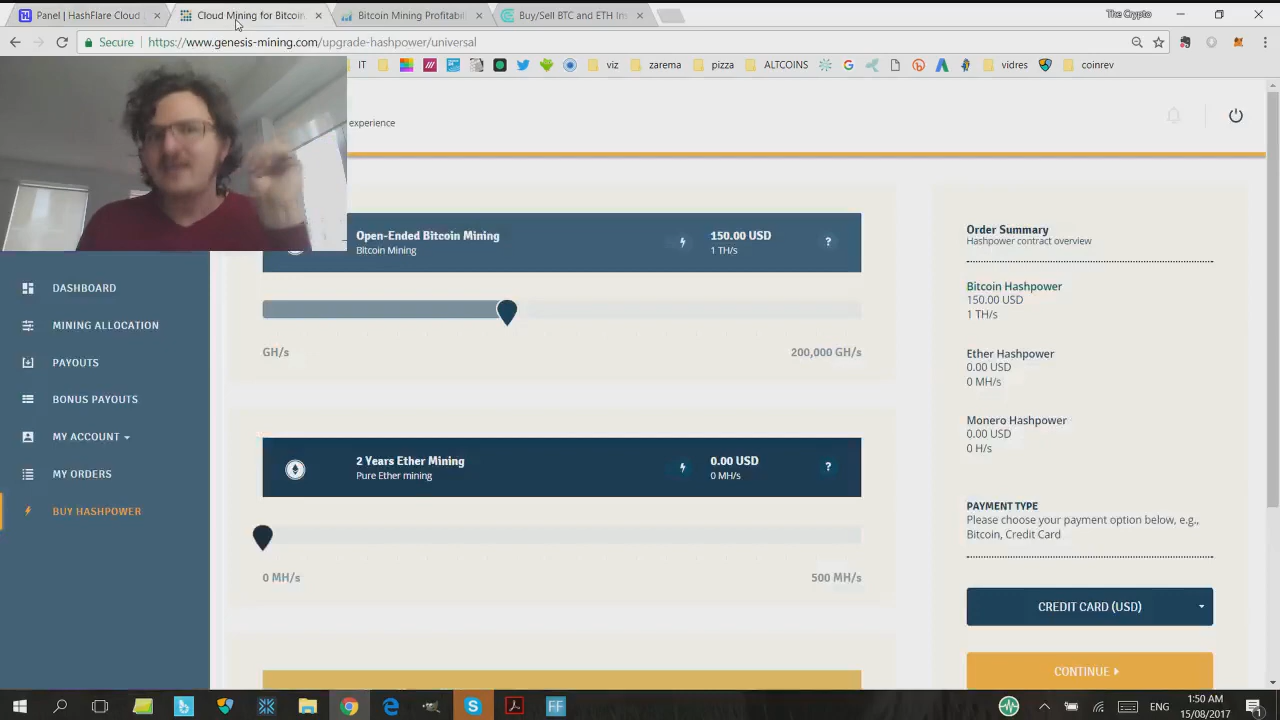 Panel | HashFlare Cloud
Cloud Mining for Bitcoin
Bitcoin Mining Profitabili
Buy/Sell BTC and ETH In
The Crypto
Secure https://www.genesis-mining.com/upgrade-hashpower/universal
IT
viz
zarema
pizza
ALTCOINS
vidres
coinrev
experience
Open-Ended Bitcoin Mining
Bitcoin Mining
150.00 USD
1 TH/s
?
GH/s
200,000 GH/s
2 Years Ether Mining
Pure Ether mining
0.00 USD
0 MH/s
?
0 MH/s
500 MH/s
DASHBOARD
MINING ALLOCATION
PAYOUTS
BONUS PAYOUTS
MY ACCOUNT
MY ORDERS
BUY HASHPOWER
Order Summary
Hashpower contract overview
Bitcoin Hashpower
150.00 USD
1 TH/s
Ether Hashpower
0.00 USD
0 MH/s
Monero Hashpower
0.00 USD
0 H/s
PAYMENT TYPE
Please choose your payment option below, e.g.,
Bitcoin, Credit Card
CREDIT CARD (USD)
CONTINUE
FF
ENG
1:50 AM
15/08/2017